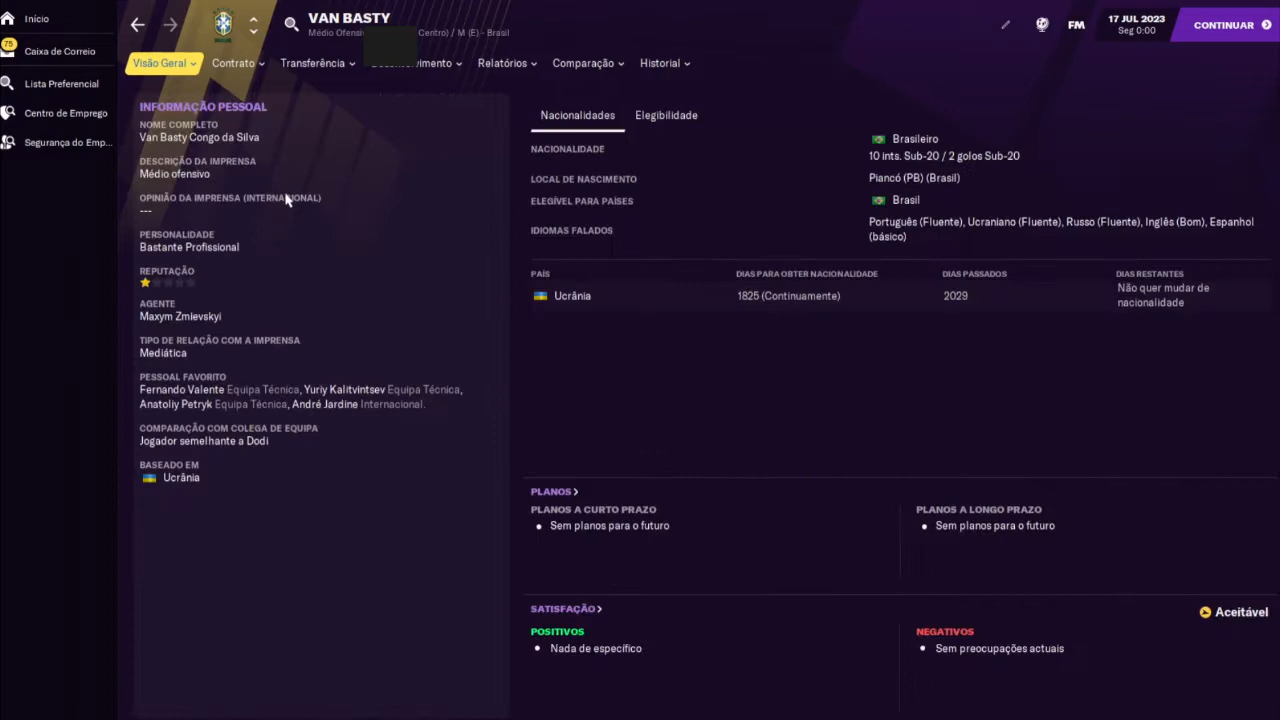 Início
75
Caixa de Correio
Lista Preferencial
Centro de Emprego
Segurança do Emp...
VAN BASTY
Médio Ofensiv Centro) / M (E) - Brasil
17 JUL 2023
Seg 0:00
FM
CONTINUAR
Visão Geral
Contrato
Transferência
Relatórios
Comparação
Historial
INFORMAÇÃO PESSOAL
NOME COMPLETO
Van Basty Congo da Silva
DESCRIÇÃO DA IMPRENSA
Médio ofensivo
OPINIÃO DA IMPRENSA (INTERNACIONAL)
---
PERSONALIDADE
Bastante Profissional
REPUTAÇÃO
AGENTE
Maxym Zmievskyi
TIPO DE RELAÇÃO COM A IMPRENSA
Mediática
PESSOAL FAVORITO
Fernando Valente Equipa Técnica, Yuriy Kalitvintsev Equipa Técnica,
Anatoliy Petryk Equipa Técnica, André Jardine Internacional.
COMPARAÇÃO COM COLEGA DE EQUIPA
Jogador semelhante a Dodi
BASEADO EM
Ucrânia
Nacionalidades
Elegibilidade
NACIONALIDADE
Brasileiro
10 ints. Sub-20 / 2 golos Sub-20
LOCAL DE NASCIMENTO
Piancó (PB) (Brasil)
ELEGÍVEL PARA PAÍSES
Brasil
IDIOMAS FALADOS
Português (Fluente), Ucraniano (Fluente), Russo (Fluente), Inglês (Bom), Espanhol
(básico)
PAÍS
DIAS PARA OBTER NACIONALIDADE
DIAS PASSADOS
DIAS RESTANTES
Ucrânia
1825 (Continuamente)
2029
Não quer mudar de
nacionalidade
PLANOS
PLANOS A CURTO PRAZO
Sem planos para o futuro
PLANOS A LONGO PRAZO
Sem planos para o futuro
SATISFAÇÃO
Aceitável
POSITIVOS
Nada de específico
NEGATIVOS
Sem preocupações actuais